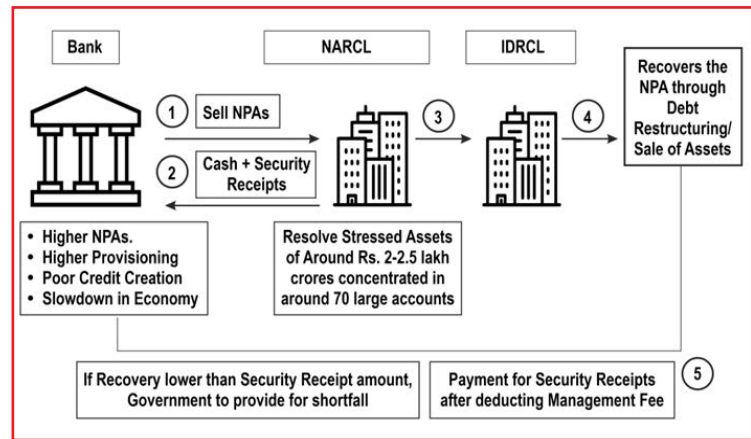 Bank
NARCL
IDRCL
1
Sell NPAs
2
Cash + Security
Receipts
3
4
Recovers the
NPA through
Debt
Restructuring/
Sale of Assets
• Higher NPAs.
• Higher Provisioning
• Poor Credit Creation
• Slowdown in Economy
Resolve Stressed Assets
of Around Rs. 2-2.5 lakh
crores concentrated in
around 70 large accounts
If Recovery lower than Security Receipt amount,
Government to provide for shortfall
Payment for Security Receipts
after deducting Management Fee
5